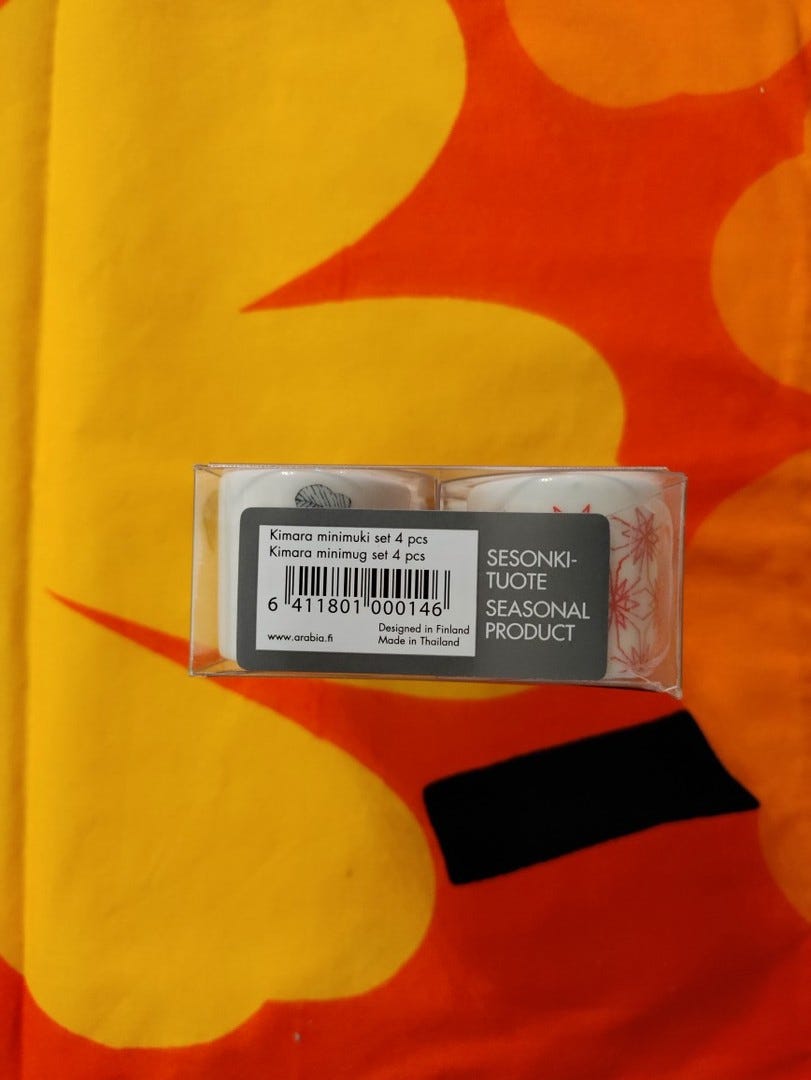 Kimara minimuki set 4 pcs
Kimara minimug set 4 pcs
6 411801 000146
www.arabia.fi
Designed in Finland
Made in Thailand
SESONKI-
TUOTE
SEASONAL
PRODUCT